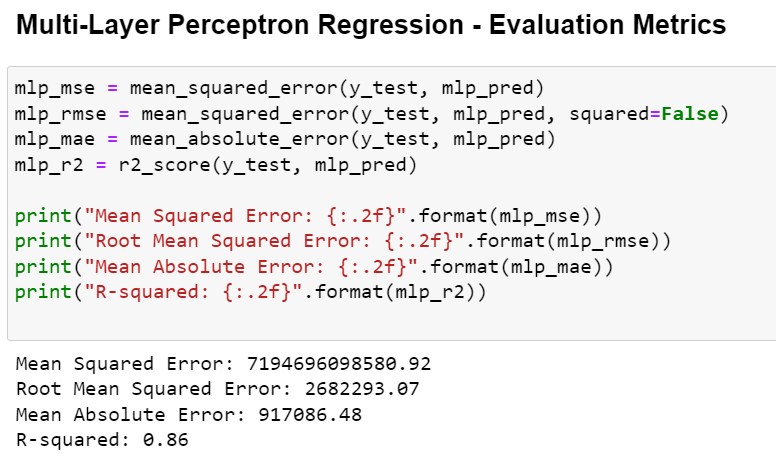 Multi-Layer Perceptron Regression - Evaluation Metrics
mlp_mse = mean_squared_error(y_test, mlp_pred)
mlp_rmse = mean_squared_error(y_test, mlp_pred, squared=False)
mlp_mae = mean_absolute_error(y_test, mlp_pred)
mlp_r2 = r2_score(y_test, mlp_pred)
print("Mean Squared Error: {:.2f}".format(mlp_mse))
print("Root Mean Squared Error: {:.2f}".format(mlp_rmse))
print("Mean Absolute Error: {:.2f}".format(mlp_mae))
print("R-squared: {:.2f}".format(mlp_r2))
Mean Squared Error: 7194696098580.92
Root Mean Squared Error: 2682293.07
Mean Absolute Error: 917086.48
R-squared: 0.86